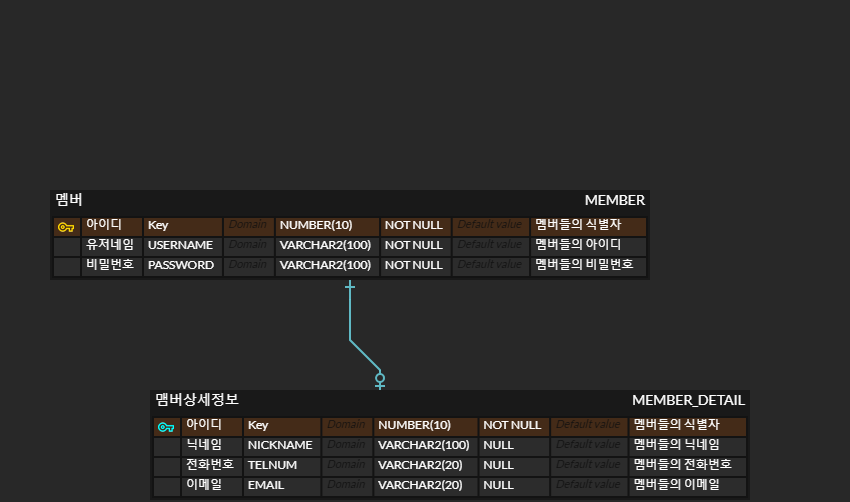 멤버 MEMBER
아이디 Key Domain NUMBER(10) NOT NULL Default value 멤버들의 식별자
유저네임 USERNAME Domain VARCHAR2(100) NOT NULL Default value 멤버들의 아이디
비밀번호 PASSWORD Domain VARCHAR2(100) NOT NULL Default value 멤버들의 비밀번호
맴버상세정보 MEMBER_DETAIL
아이디 Key Domain NUMBER(10) NOT NULL Default value 멤버들의 식별자
닉네임 NICKNAME Domain VARCHAR2(100) NULL Default value 멤버들의 닉네임
전화번호 TELNUM Domain VARCHAR2(20) NULL Default value 멤버들의 전화번호
이메일 EMAIL Domain VARCHAR2(20) NULL Default value 멤버들의 이메일